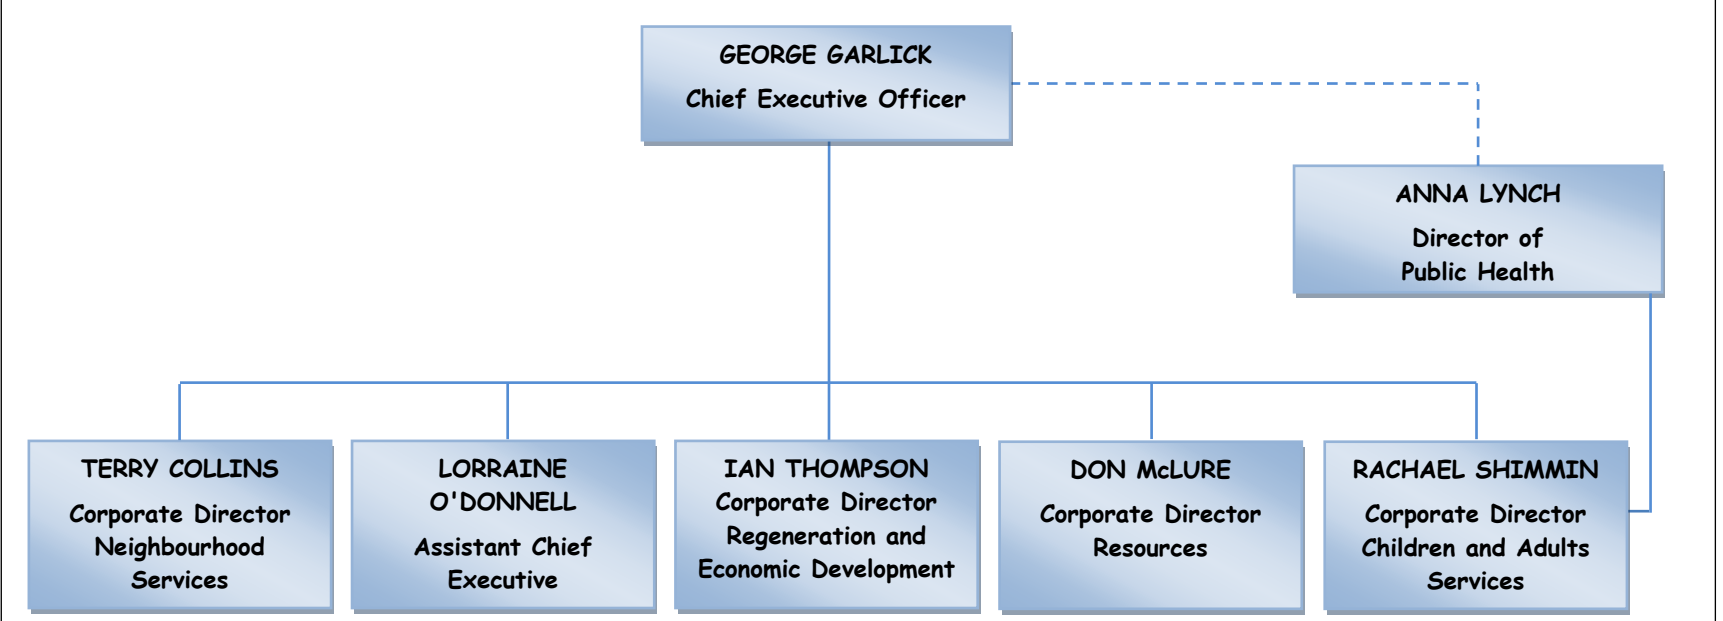 GEORGE GARLICK
Chief Executive Officer
ANNA LYNCH
Director of
Public Health
TERRY COLLINS
Corporate Director
Neighbourhood
Services
LORRAINE
O'DONNELL
Assistant Chief
Executive
IAN THOMPSON
Corporate Director
Regeneration and
Economic Development
DON McLURE
Corporate Director
Resources
RACHAEL SHIMMIN
Corporate Director
Children and Adults
Services